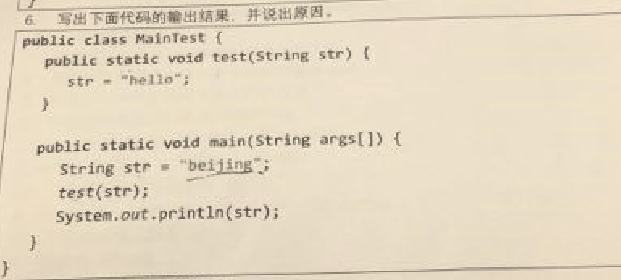 6. 写出下面代码的输出结果，并说出原因。
public class MainTest {
public static void test(String str) {
str = "hello";
}
public static void main(String args[]) {
String str = "beijing";
test(str);
System.out.println(str);
}
}